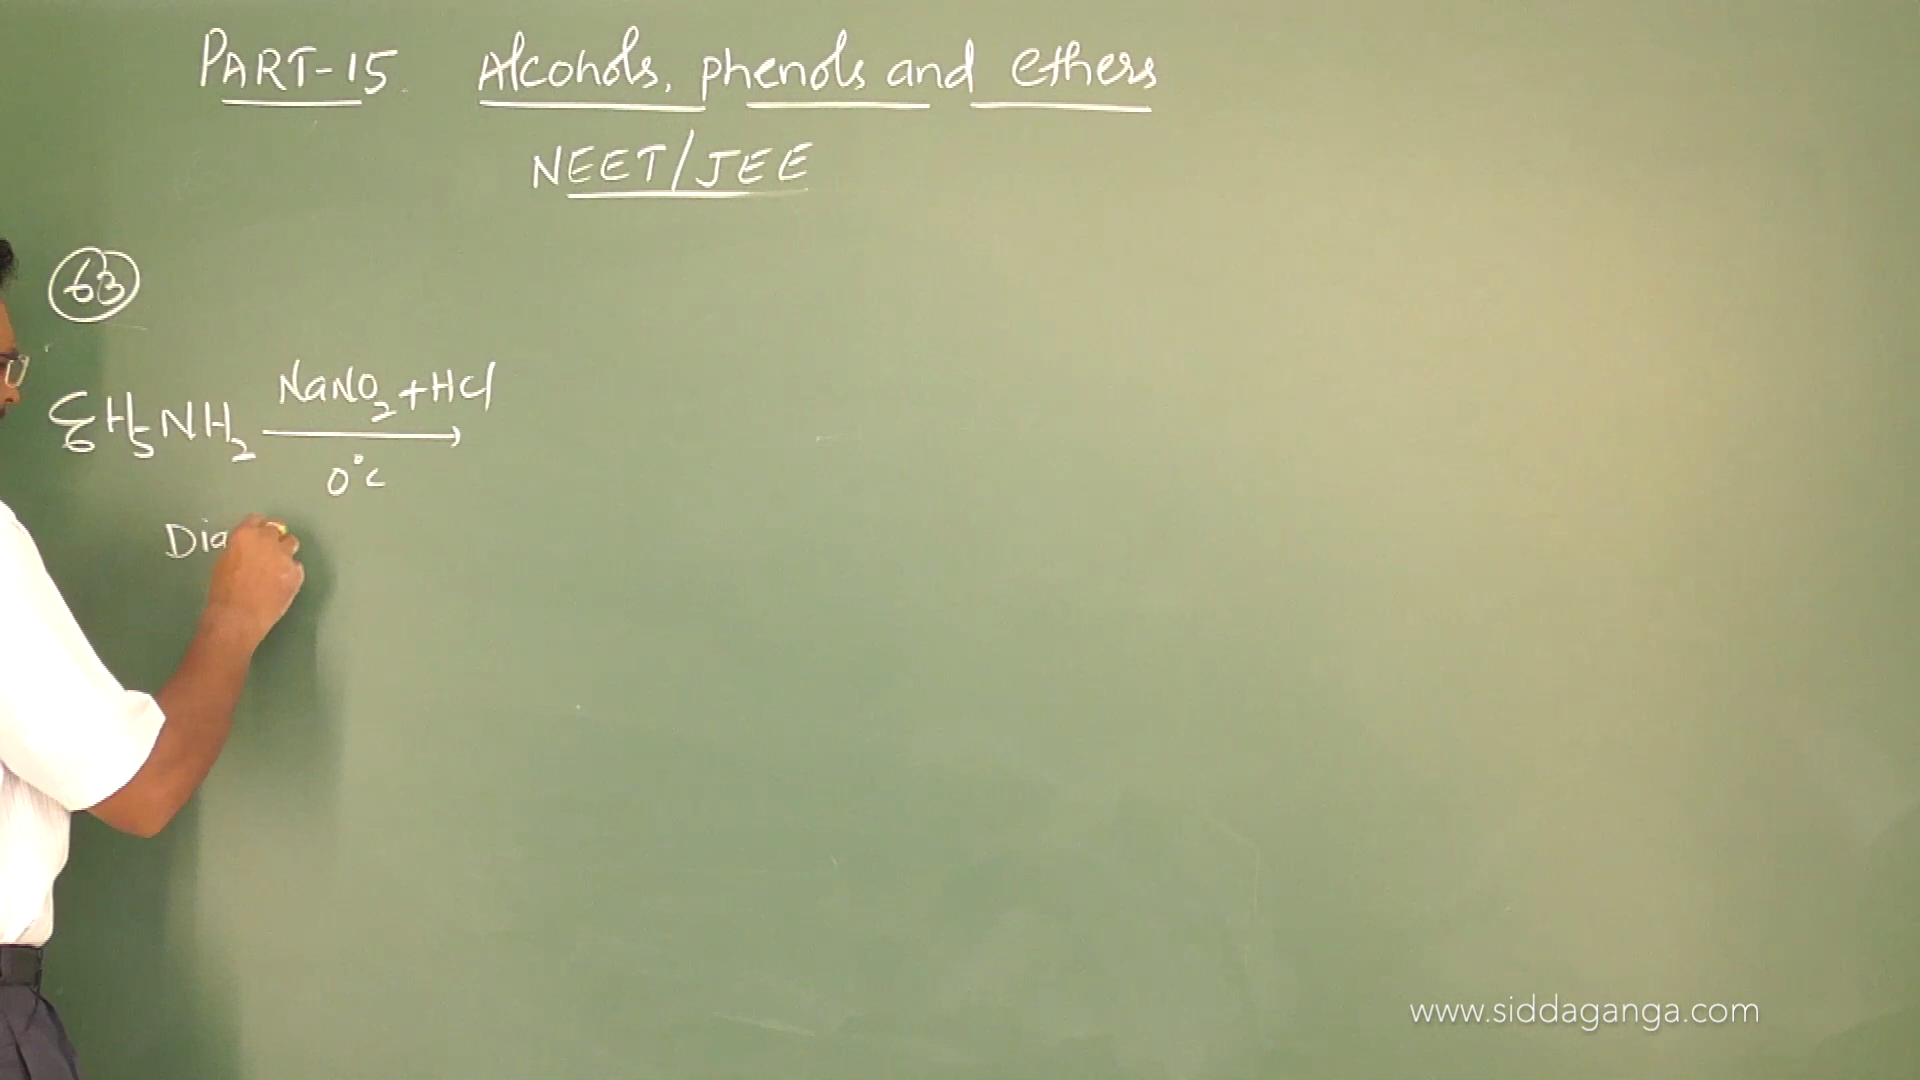 PART-15. Alcohols, phenols and ethers
NEET/JEE
63
C₆H₅NH₂ NaNO₂+HCl
0°C
Dia
www.siddaganga.com